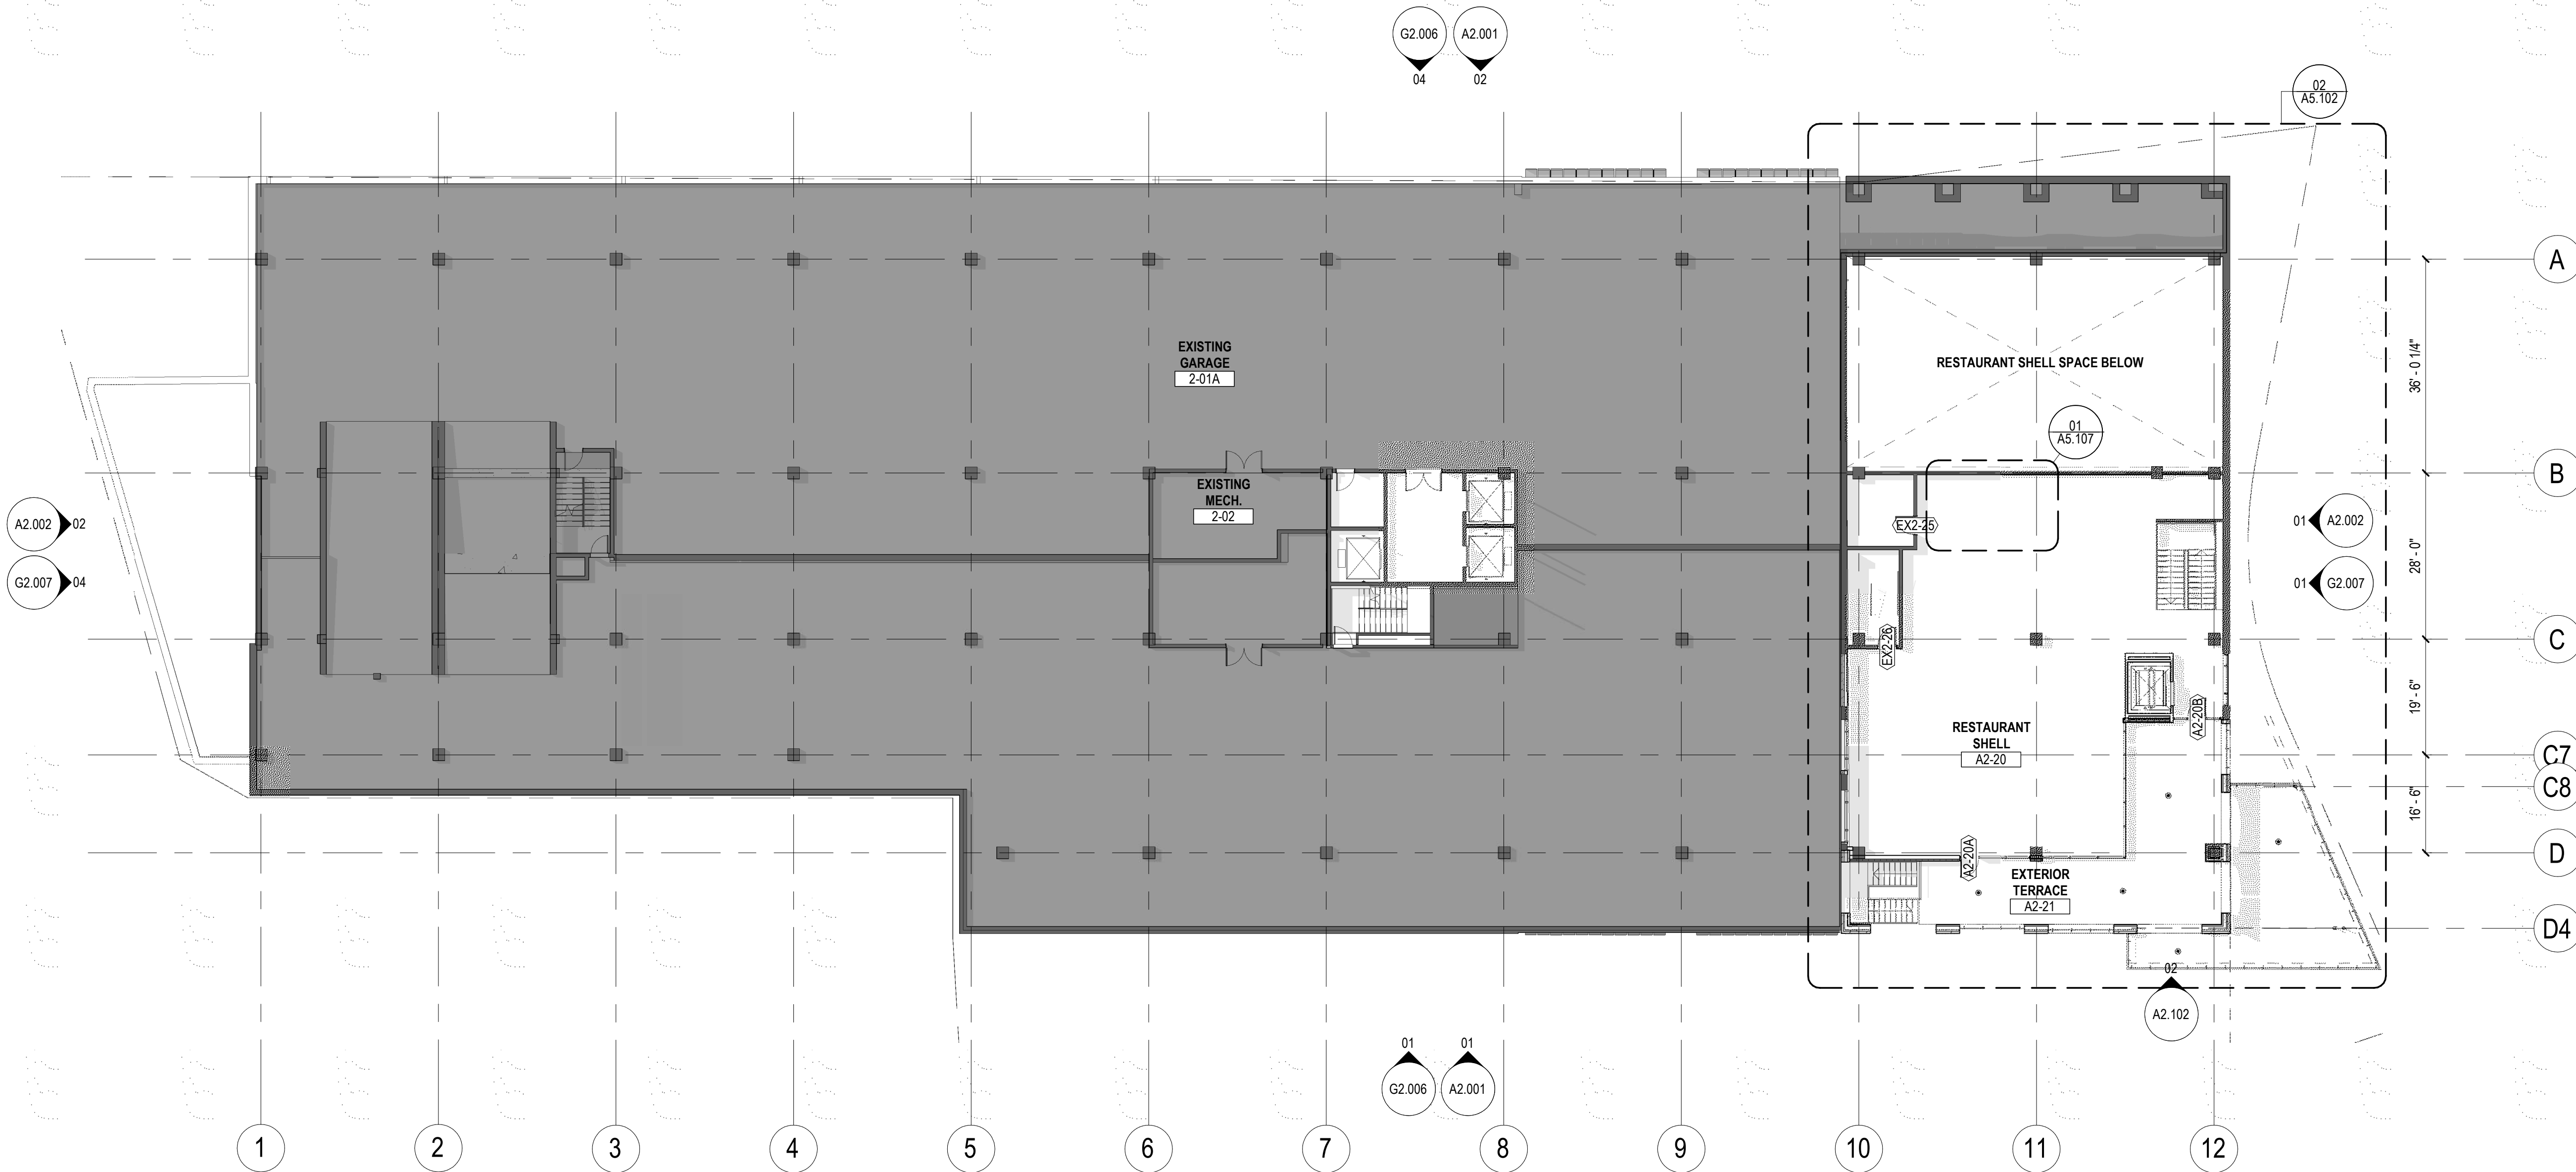 G2.006
04
A2.001
02
02
A5.102
A
36' - 0 1/4"
EXISTING
GARAGE
2-01A
RESTAURANT SHELL SPACE BELOW
01
A5.107
B
EXISTING
MECH.
2-02
A2.002
02
G2.007
04
EX2-25
01
A2.002
28' - 0"
01
G2.007
C
EX2-26
19' - 6"
A2-20B
RESTAURANT
SHELL
A2-20
C7
C8
16' - 6"
A2-20A
D
EXTERIOR
TERRACE
A2-21
D4
02
A2.102
01
G2.006
01
A2.001
1
2
3
4
5
6
7
8
9
10
11
12